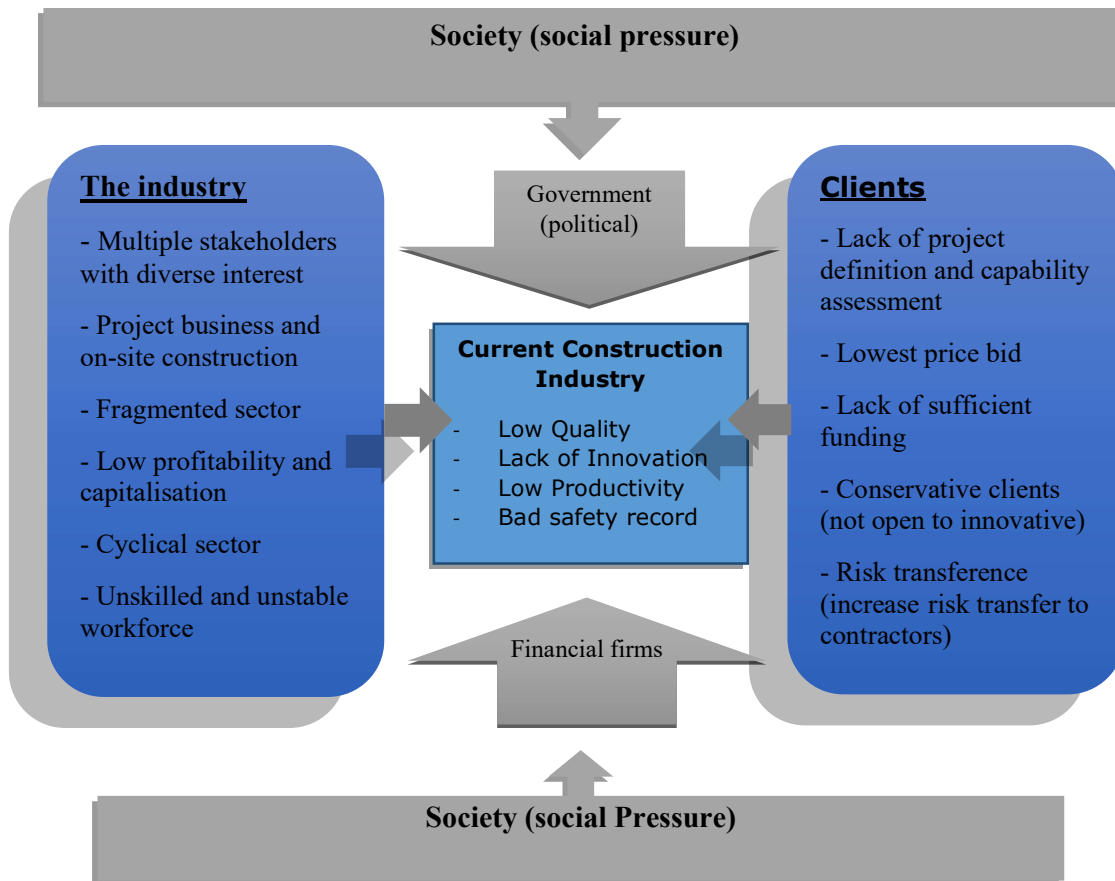 Society (social pressure)
Government
(political)
The industry
- Multiple stakeholders
with diverse interest
- Project business and
on-site construction
- Fragmented sector
- Low profitability and
capitalisation
- Cyclical sector
- Unskilled and unstable
workforce
Current Construction
Industry
- Low Quality
- Lack of Innovation
- Low Productivity
- Bad safety record
Clients
- Lack of project
definition and capability
assessment
- Lowest price bid
- Lack of sufficient
funding
- Conservative clients
(not open to innovative)
- Risk transference
(increase risk transfer to
contractors)
Financial firms
Society (social Pressure)